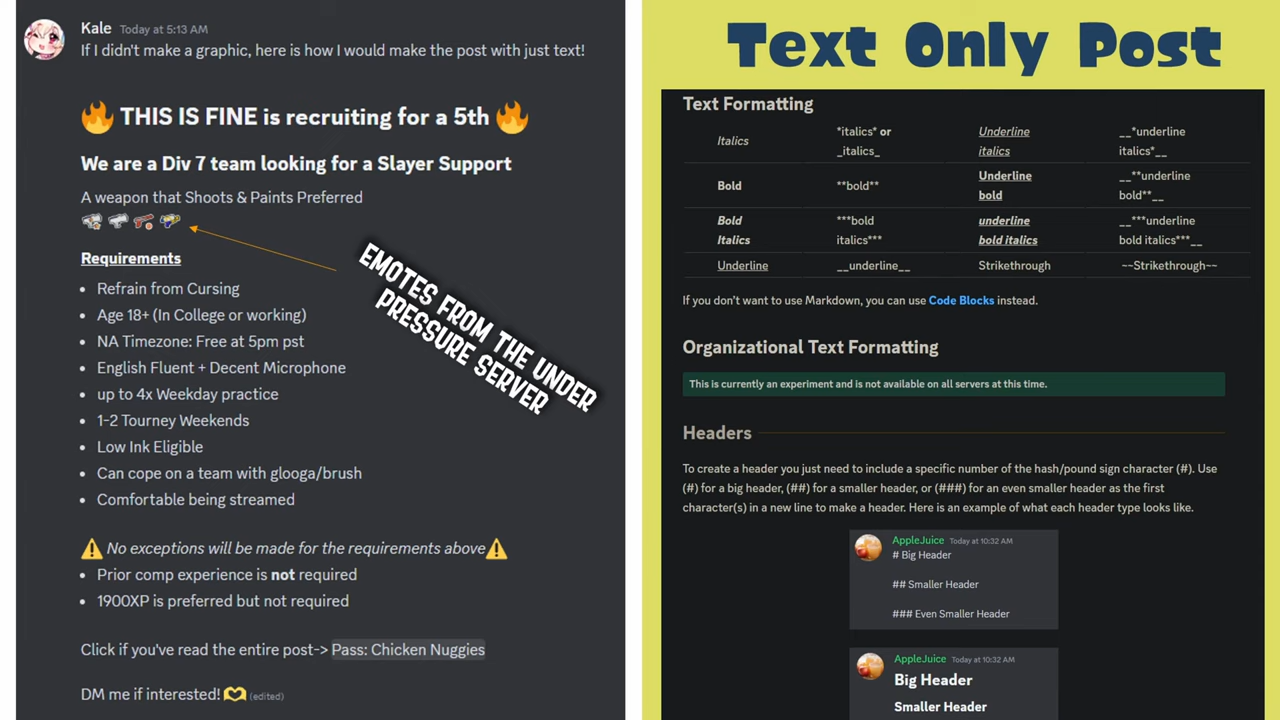 Kale Today at 5:13 AM
If I didn't make a graphic, here is how I would make the post with just text!
🔥 THIS IS FINE is recruiting for a 5th 🔥
We are a Div 7 team looking for a Slayer Support
A weapon that Shoots & Paints Preferred
Requirements
• Refrain from Cursing
• Age 18+ (In College or working)
• NA Timezone: Free at 5pm pst
• English Fluent + Decent Microphone
• up to 4x Weekday practice
• 1-2 Tourney Weekends
• Low Ink Eligible
• Can cope on a team with glooga/brush
• Comfortable being streamed
⚠️ No exceptions will be made for the requirements above⚠️
• Prior comp experience is not required
• 1900XP is preferred but not required
Click if you've read the entire post-> Pass: Chicken Nuggies
DM me if interested! 🫶 (edited)
EMOTES FROM THE UNDER
PRESSURE SERVER
Text Only Post
Text Formatting
Italics *italics* or _italics_ Underline italics __*underline italics*__
Bold **bold** Underline bold __**underline bold**__
Bold Italics ***bold italics*** underline bold italics __***underline bold italics***__
Underline __underline__ Strikethrough ~~Strikethrough~~
If you don't want to use Markdown, you can use Code Blocks instead.
Organizational Text Formatting
This is currently an experiment and is not available on all servers at this time.
Headers
To create a header you just need to include a specific number of the hash/pound sign character (#). Use
(#) for a big header, (##) for a smaller header, or (###) for an even smaller header as the first
character(s) in a new line to make a header. Here is an example of what each header type looks like.
AppleJuice Today at 10:32 AM
# Big Header
## Smaller Header
### Even Smaller Header
AppleJuice Today at 10:32 AM
Big Header
Smaller Header